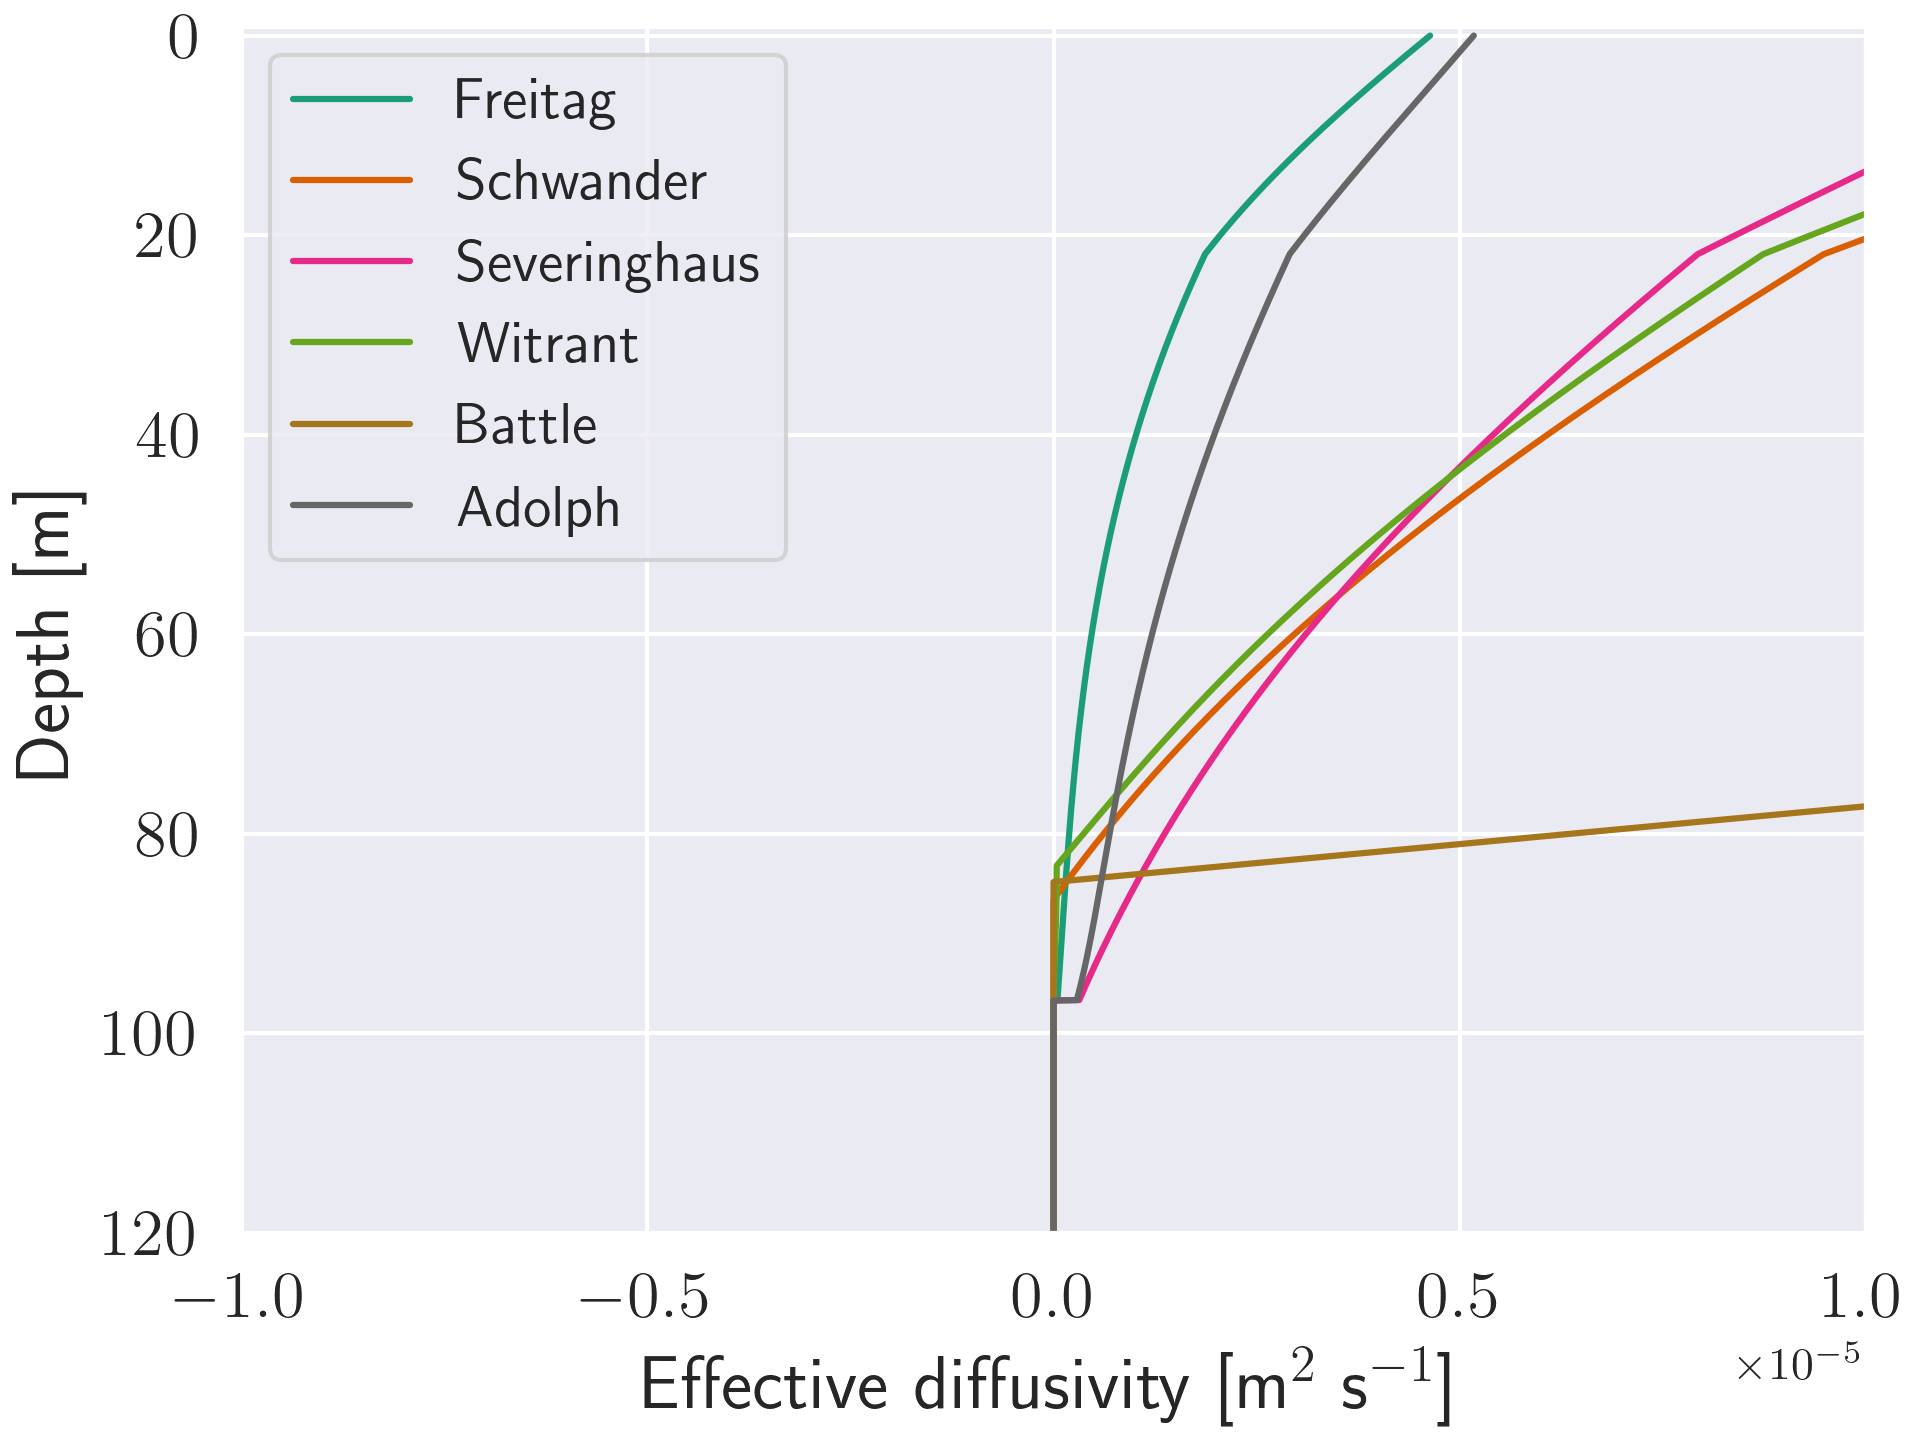 0
20
40
60
80
100
120
Depth [m]
Freitag
Schwander
Severinghaus
Witrant
Battle
Adolph
−1.0 −0.5 0.0 0.5 1.0
×10⁻⁵
Effective diffusivity [m² s⁻¹]